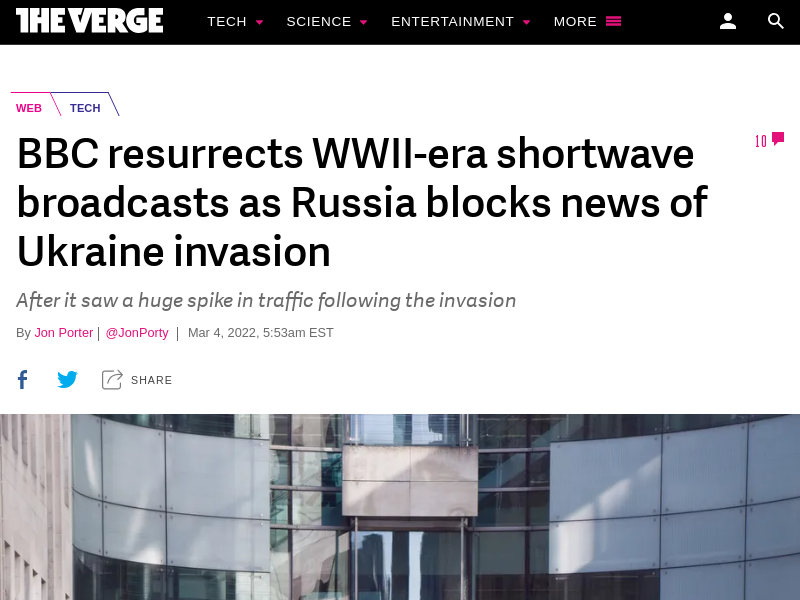 THE VERGE TECH SCIENCE ENTERTAINMENT MORE
WEB TECH
BBC resurrects WWII-era shortwave
broadcasts as Russia blocks news of
Ukraine invasion
10
After it saw a huge spike in traffic following the invasion
By Jon Porter | @JonPorty | Mar 4, 2022, 5:53am EST
SHARE